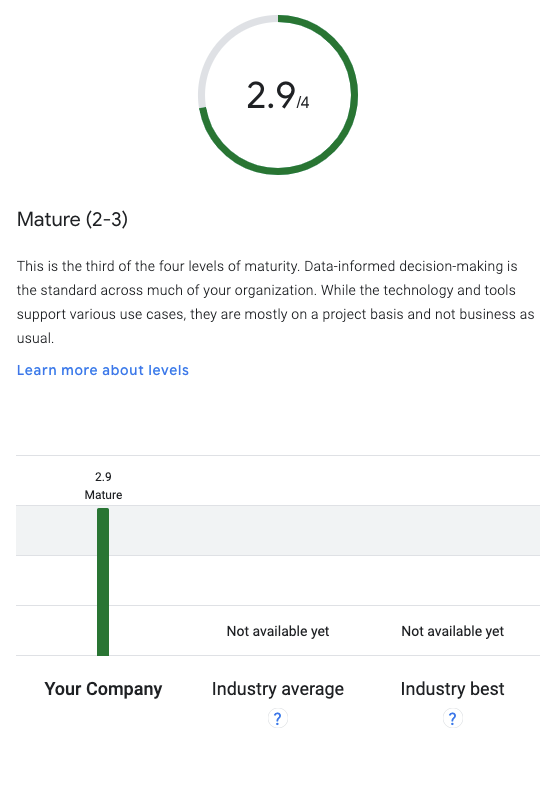 2.9/4
Mature (2-3)
This is the third of the four levels of maturity. Data-informed decision-making is
the standard across much of your organization. While the technology and tools
support various use cases, they are mostly on a project basis and not business as
usual.
Learn more about levels
2.9
Mature
Not available yet
Not available yet
Your Company
Industry average
Industry best
?
?